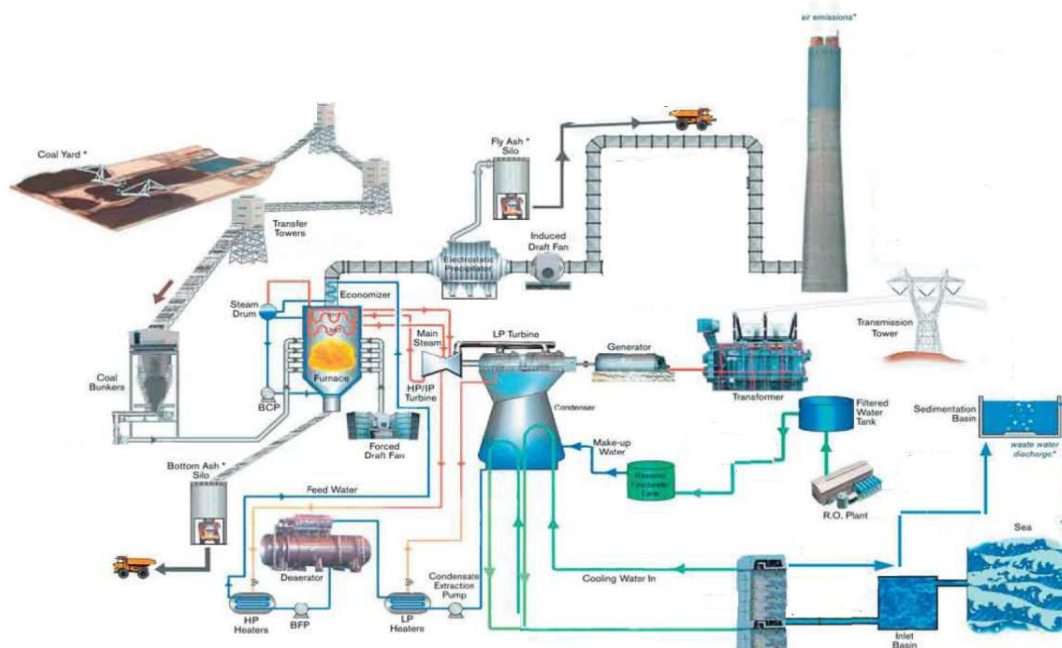 air emissions*
Coal Yard *
Fly Ash *
Silo
Transfer
Towers
Induced
Draft Fan
Electrostatic
Precipitator
Economizer
Steam
Drum
Main
Steam
LP Turbine
Generator
Transmission
Tower
Coal
Bunkers
Furnace
BCP
HP/IP
Turbine
Condenser
Transformer
Filtered
Water
Tank
Sedimentation
Basin
Forced
Draft Fan
Make-up
Water
waste water
discharge*
Bottom Ash *
Silo
Feed Water
Reserve
Feedwater
Tank
R.O. Plant
Sea
Deaerator
Condensate
Extraction
Pump
Cooling Water In
HP
Heaters
BFP
LP
Heaters
Inlet
Basin